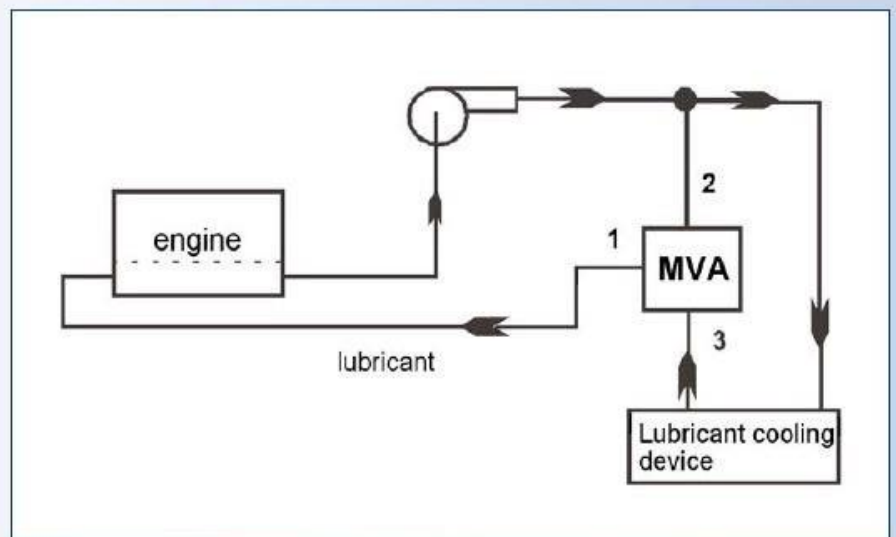 engine
1
2
MVA
3
lubricant
Lubricant cooling
device